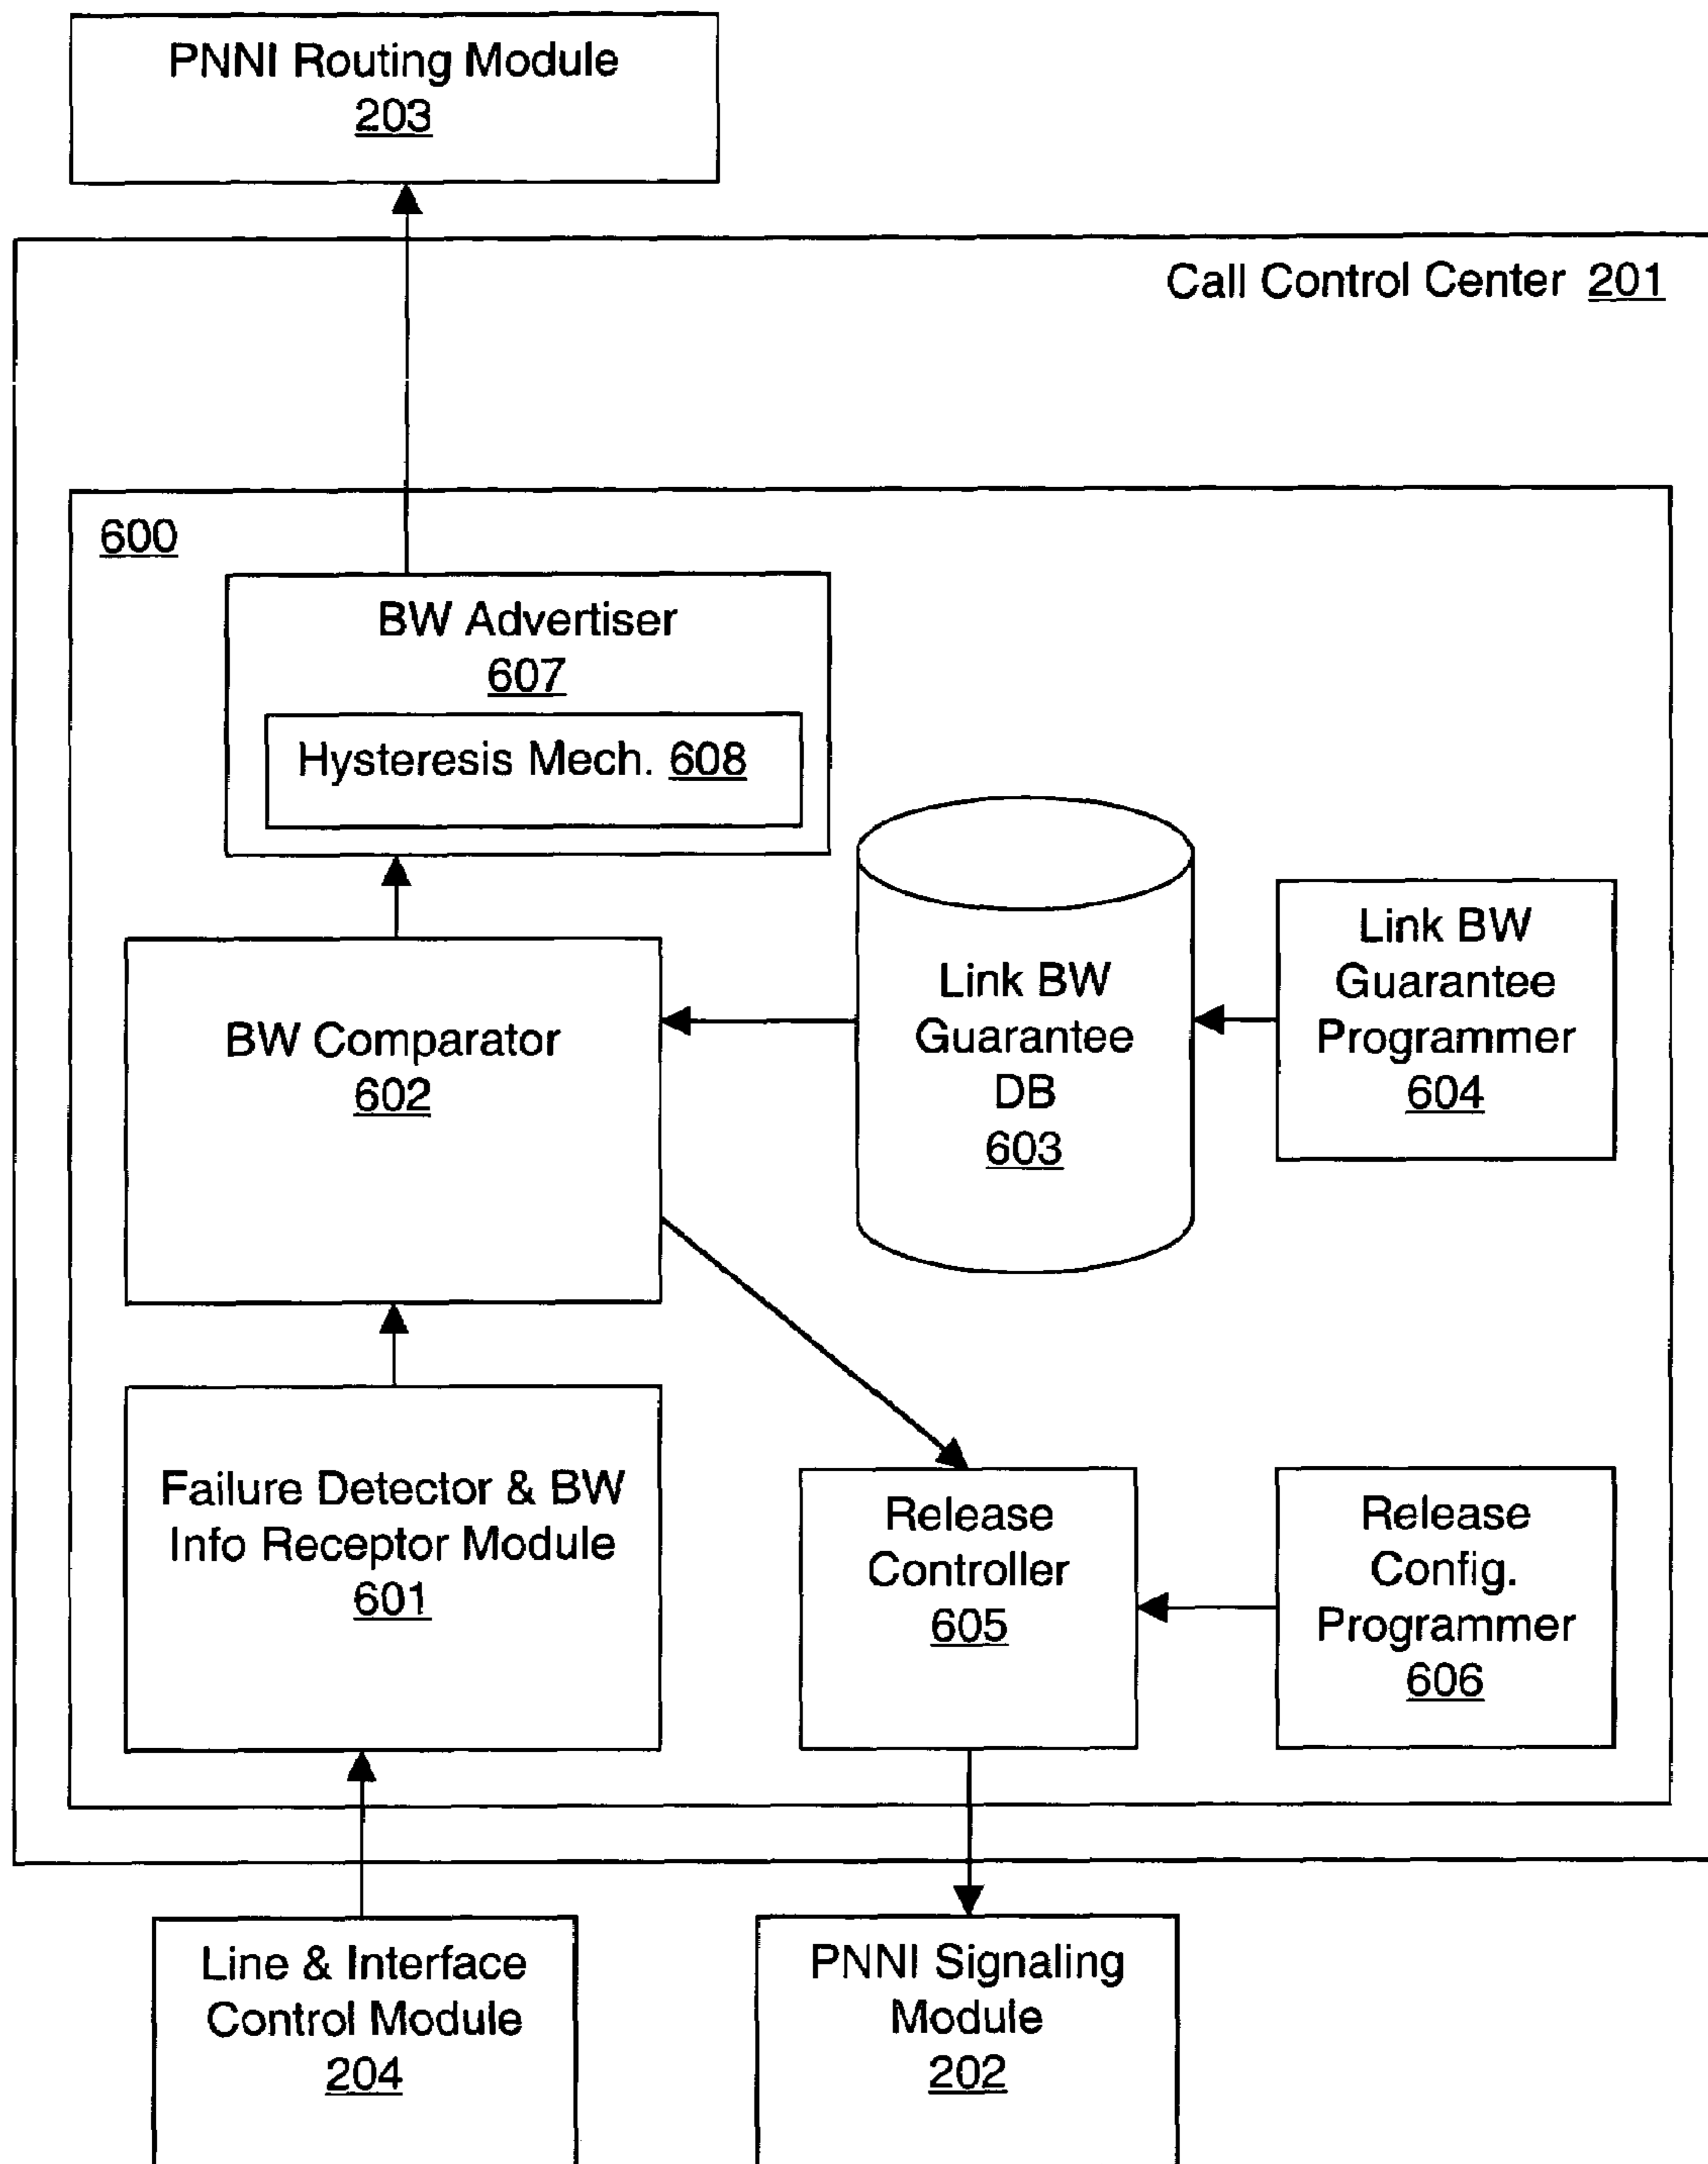 PNNI Routing Module
203
Call Control Center 201
600
BW Advertiser
607
Hysteresis Mech. 608
BW Comparator
602
Link BW
Guarantee
DB
603
Link BW
Guarantee
Programmer
604
Failure Detector & BW
Info Receptor Module
601
Release
Controller
605
Release
Config.
Programmer
606
Line & Interface
Control Module
204
PNNI Signaling
Module
202